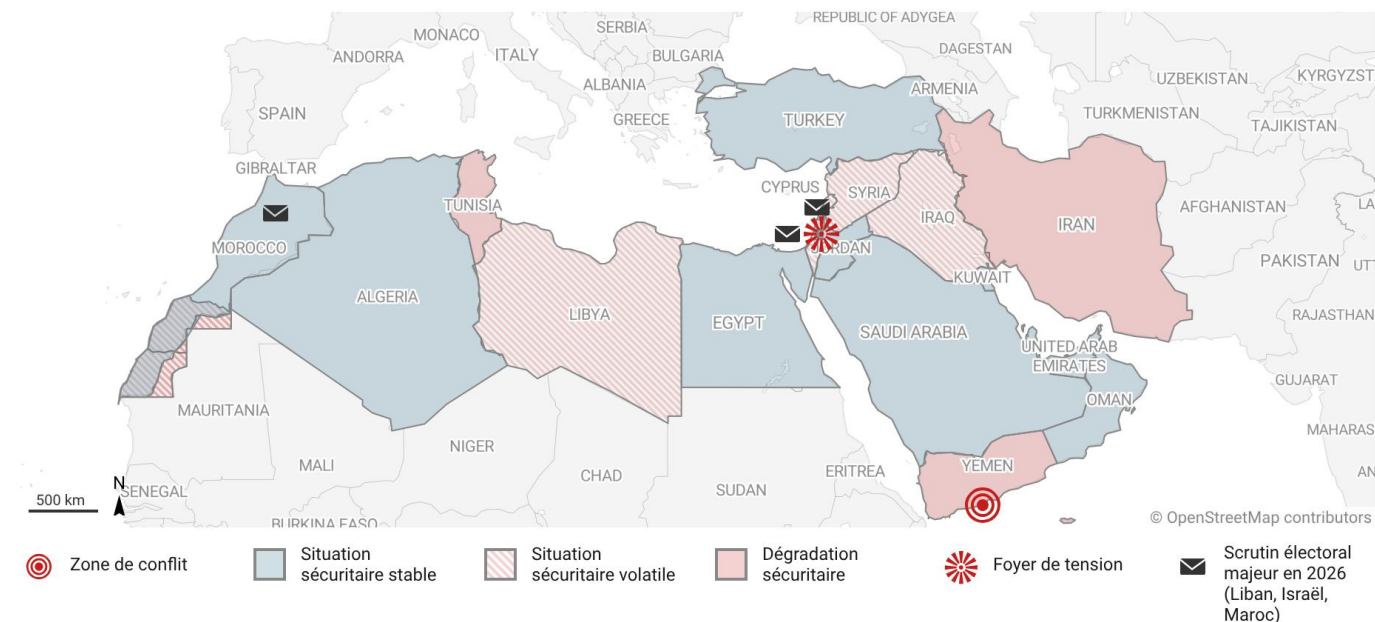 REPUBLIC OF ADYGEA
SERBIA
MONACO
DAGESTAN
ANDORRA
ITALY
BULGARIA
UZBEKISTAN
KYRGYZST
ALBANIA
ARMENIA
SPAIN
GREECE
TURKEY
TURKMENISTAN
TAJIKISTAN
GIBRALTAR
CYPRUS
SYRIA
TUNISIA
AFGHANISTAN
LA
IRAQ
IRAN
MOROCCO
JORDAN
PAKISTAN
UTT
KUWAIT
ALGERIA
LIBYA
EGYPT
SAUDI ARABIA
RAJASTHAN
UNITED ARAB
EMIRATES
GUJARAT
OMAN
MAURITANIA
MAHARAS
NIGER
MALI
CHAD
ERITREA
YEMEN
AN
SUDAN
N
SENEGAL
500 km
BURKINA FASO
© OpenStreetMap contributors
Zone de conflit
Situation
sécuritaire stable
Situation
sécuritaire volatile
Dégradation
sécuritaire
Foyer de tension
Scrutin électoral
majeur en 2026
(Liban, Israël,
Maroc)